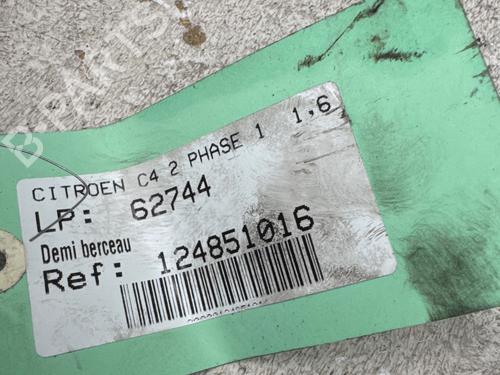 CITROEN C4 2 PHASE 1 1,6
LP: 62744
Demi berceau
Ref: 124851016